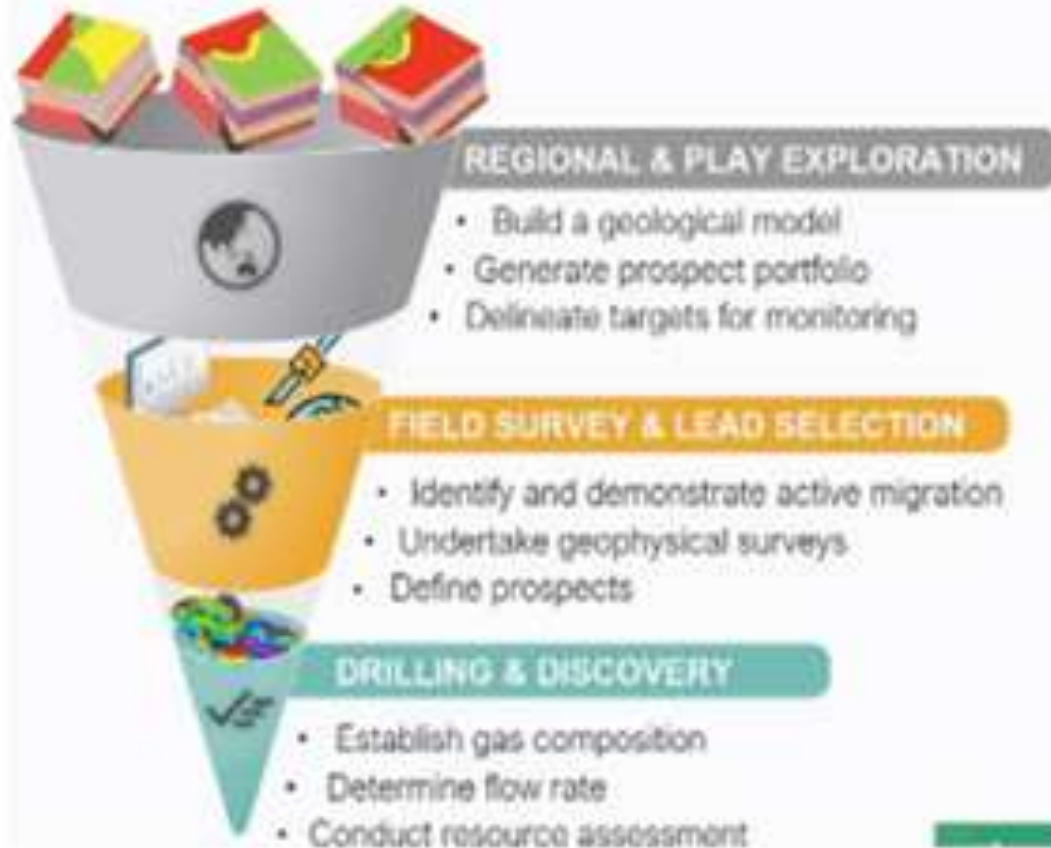 REGIONAL & PLAY EXPLORATION
• Build a geological model
• Generate prospect portfolio
• Delineate targets for monitoring
FIELD SURVEY & LEAD SELECTION
• Identify and demonstrate active migration
• Undertake geophysical surveys
• Define prospects
DRILLING & DISCOVERY
• Establish gas composition
• Determine flow rate
• Conduct resource assessment